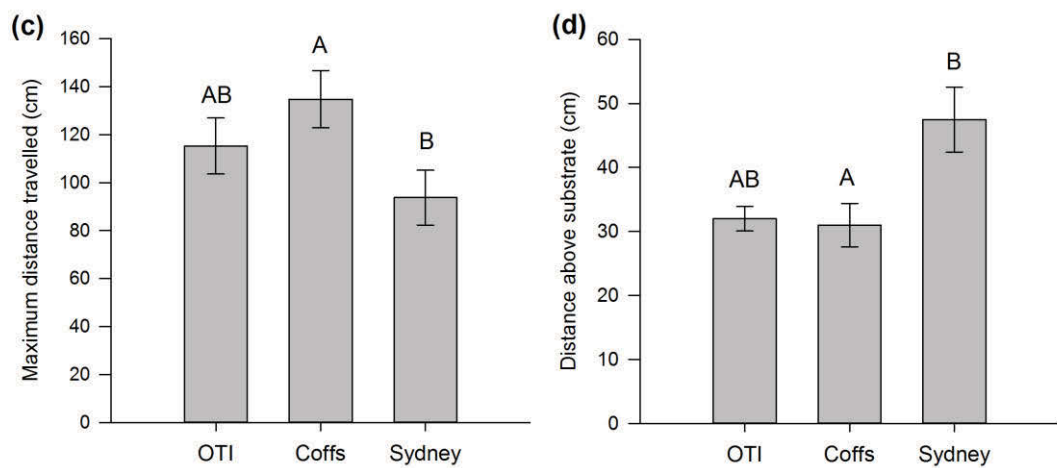 (c)
Maximum distance travelled (cm)
160
140
120
100
80
60
40
20
0
AB
A
B
OTI Coffs Sydney
(d)
Distance above substrate (cm)
60
50
40
30
20
10
0
AB
A
B
OTI Coffs Sydney